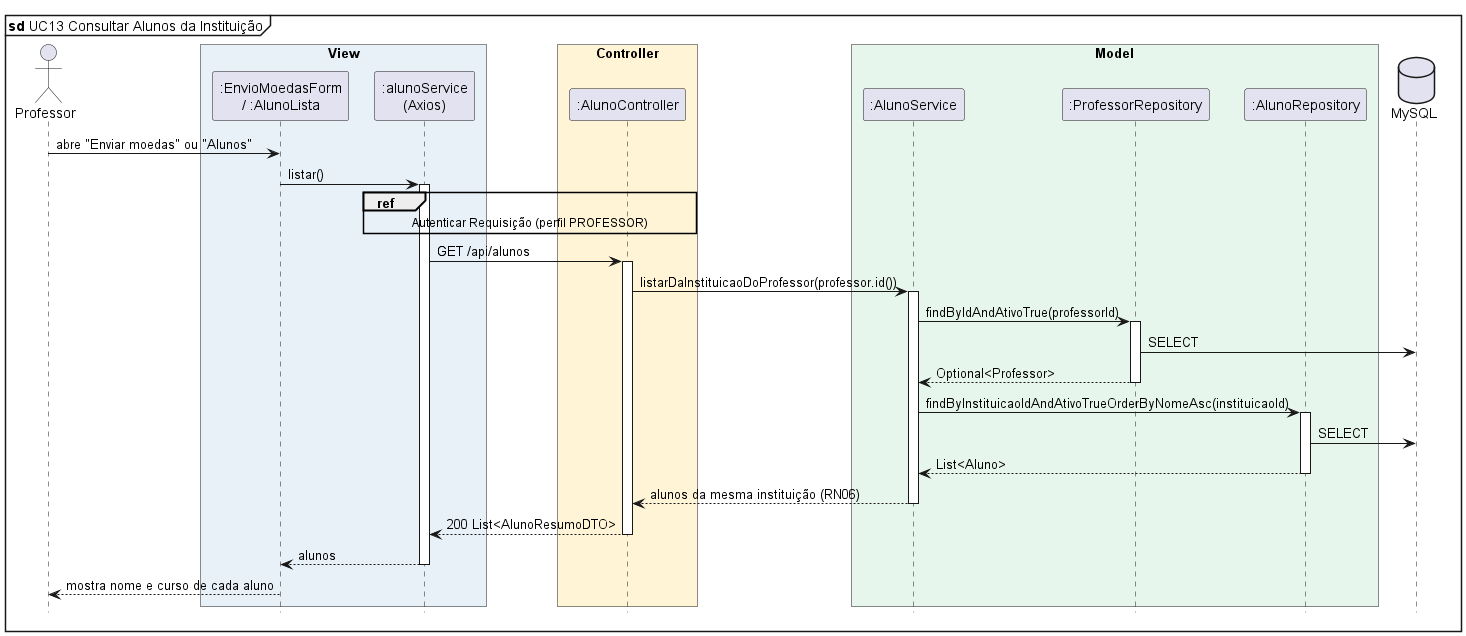 sd UC13 Consultar Alunos da Instituição
View
Controller
Model
:EnvioMoedasForm
/ :AlunoLista
:alunoService
(Axios)
:AlunoController
:AlunoService
:ProfessorRepository
:AlunoRepository
Professor
MySQL
abre "Enviar moedas" ou "Alunos"
listar()
ref
Autenticar Requisição (perfil PROFESSOR)
GET /api/alunos
listarDaInstituicaoDoProfessor(professor.id())
findByIdAndAtivoTrue(professorId)
SELECT
Optional<Professor>
findByInstituicaoIdAndAtivoTrueOrderByNomeAsc(instituicaoId)
SELECT
List<Aluno>
alunos da mesma instituição (RN06)
200 List<AlunoResumoDTO>
alunos
mostra nome e curso de cada aluno